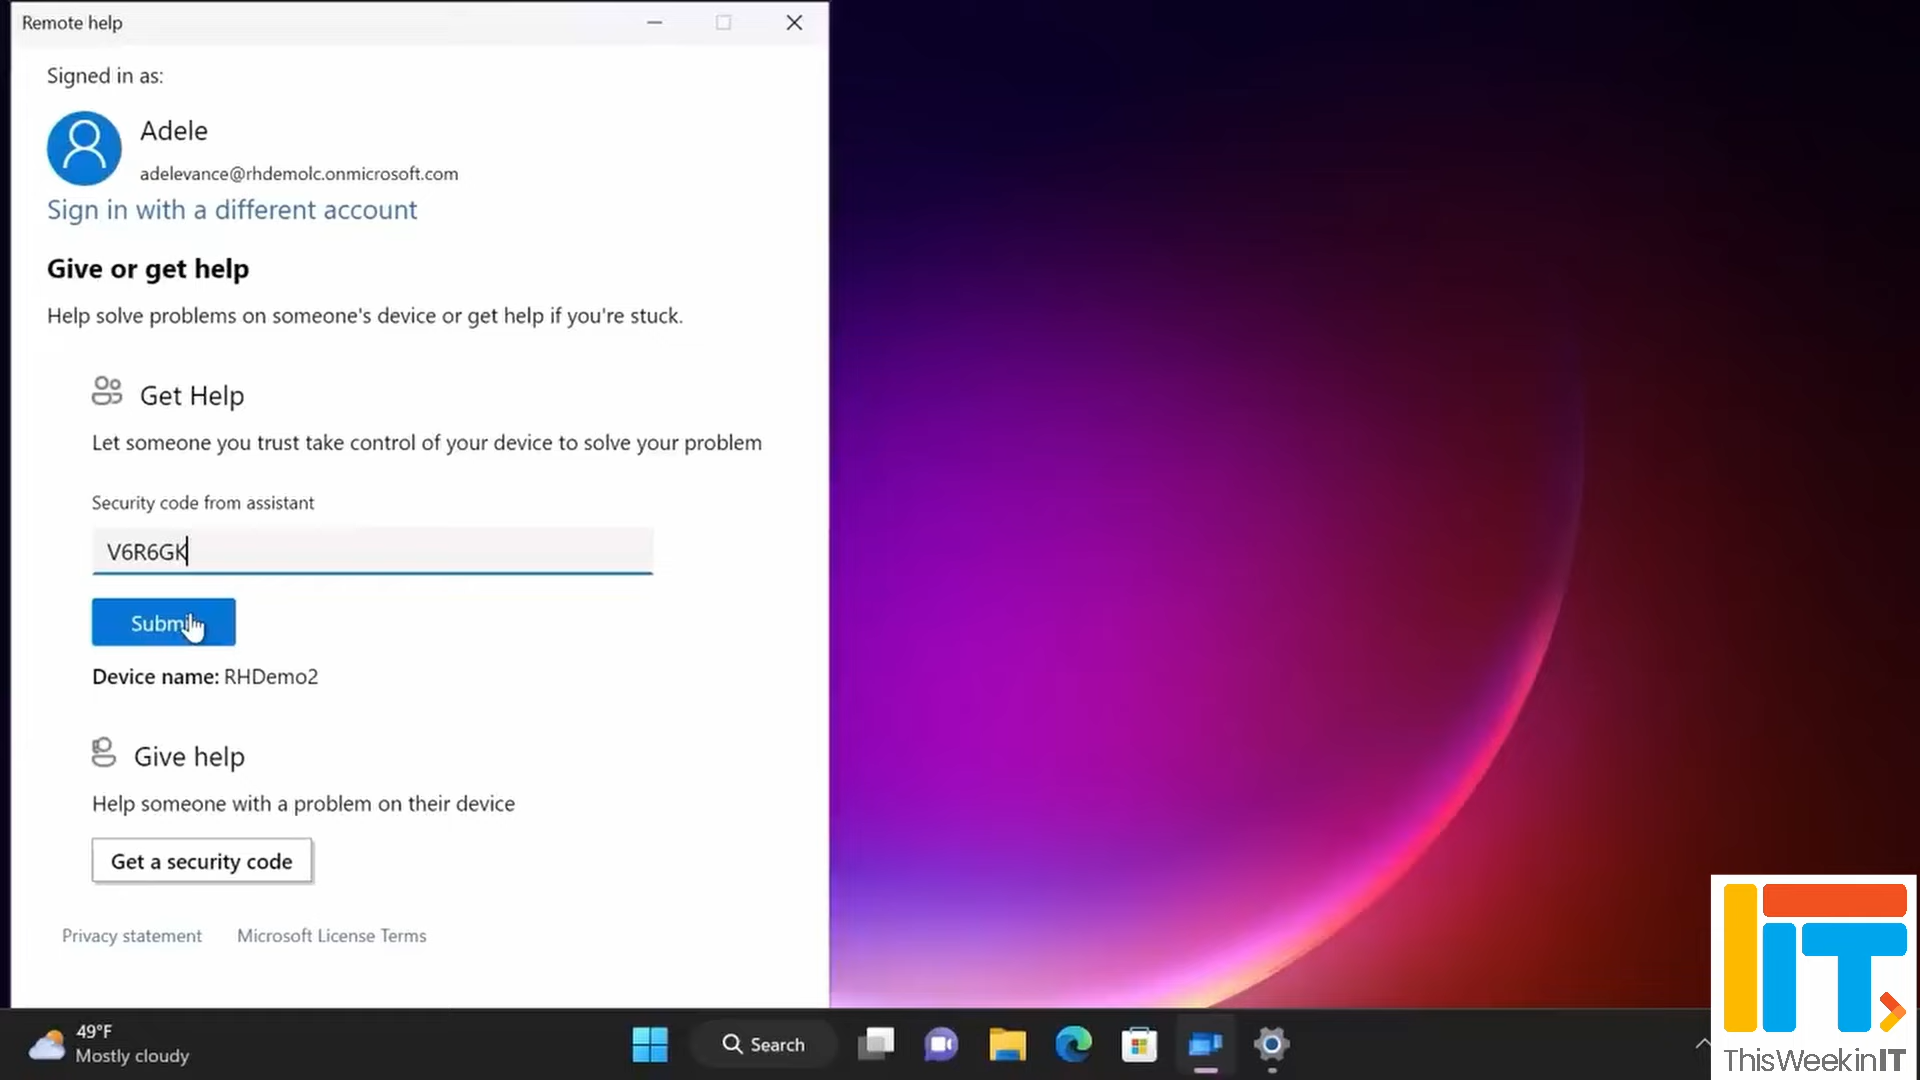 Remote help
Signed in as:
Adele
adelevance@rhdemolc.onmicrosoft.com
Sign in with a different account
Give or get help
Help solve problems on someone's device or get help if you're stuck.
Get Help
Let someone you trust take control of your device to solve your problem
Security code from assistant
V6R6GK
Submit
Device name: RHDemo2
Give help
Help someone with a problem on their device
Get a security code
Privacy statement Microsoft License Terms
49°F
Mostly cloudy
Search
IT
ThisWeekinIT